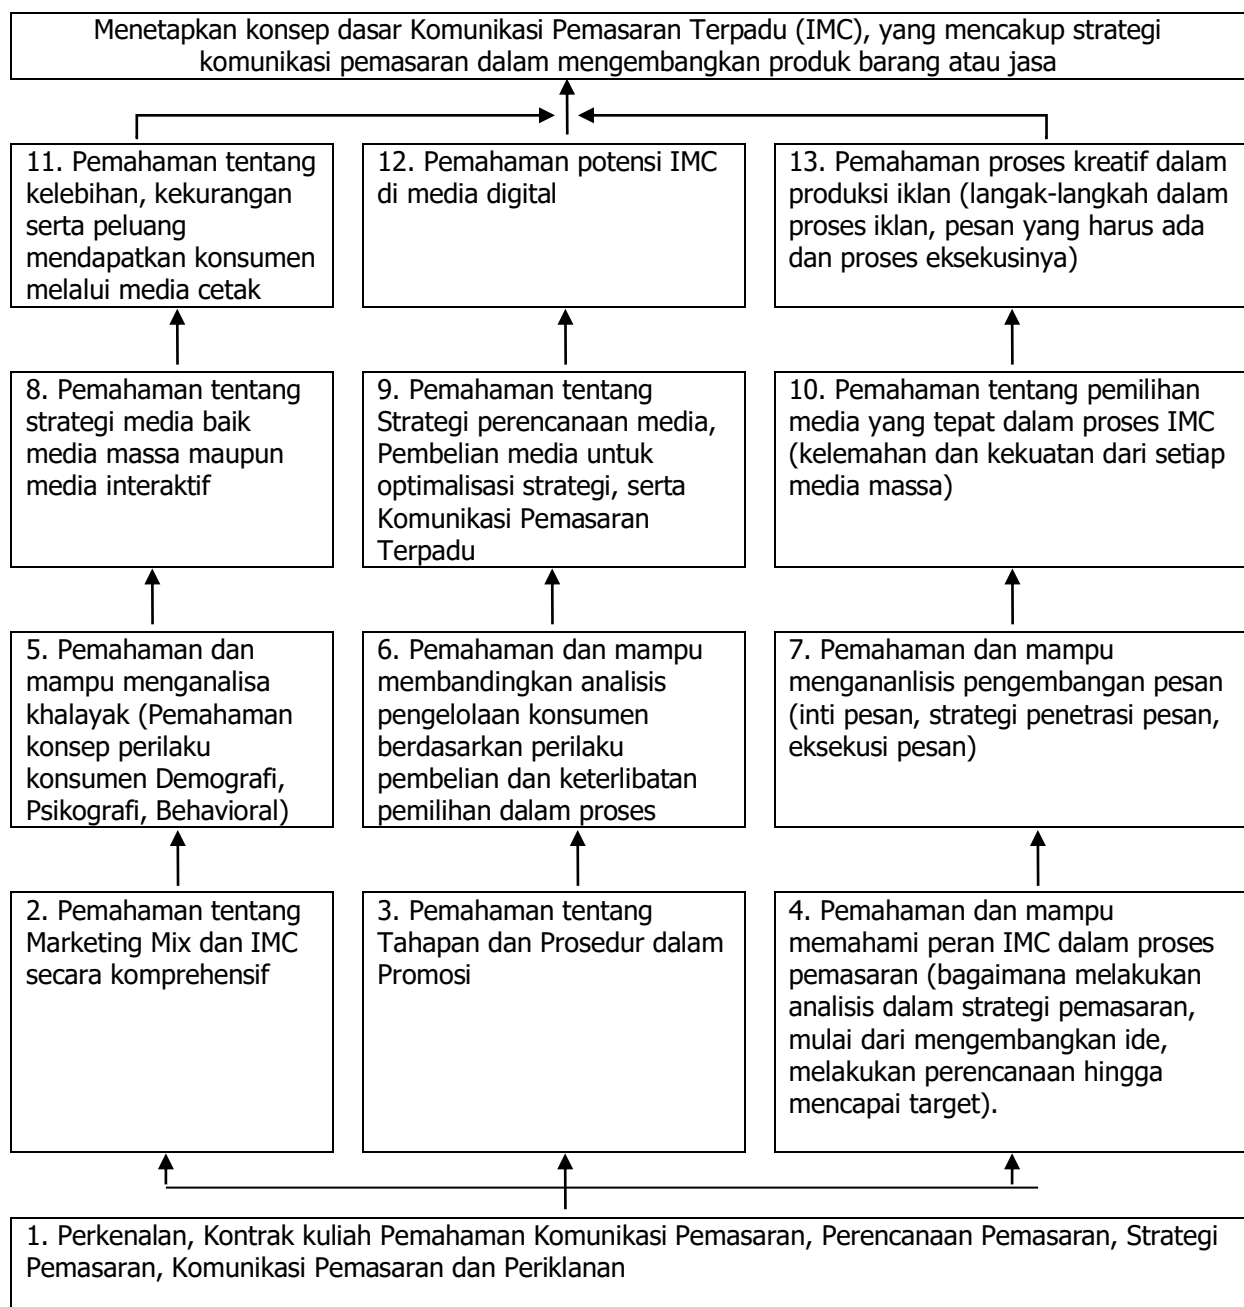 Menetapkan konsep dasar Komunikasi Pemasaran Terpadu (IMC), yang mencakup strategi
komunikasi pemasaran dalam mengembangkan produk barang atau jasa
11. Pemahaman tentang
kelebihan, kekurangan
serta peluang
mendapatkan konsumen
melalui media cetak
12. Pemahaman potensi IMC
di media digital
13. Pemahaman proses kreatif dalam
produksi iklan (langak-langkah dalam
proses iklan, pesan yang harus ada
dan proses eksekusinya)
8. Pemahaman tentang
strategi media baik
media massa maupun
media interaktif
9. Pemahaman tentang
Strategi perencanaan media,
Pembelian media untuk
optimalisasi strategi, serta
Komunikasi Pemasaran
Terpadu
10. Pemahaman tentang pemilihan
media yang tepat dalam proses IMC
(kelemahan dan kekuatan dari setiap
media massa)
5. Pemahaman dan
mampu menganalisa
khalayak (Pemahaman
konsep perilaku
konsumen Demografi,
Psikografi, Behavioral)
6. Pemahaman dan mampu
membandingkan analisis
pengelolaan konsumen
berdasarkan perilaku
pembelian dan keterlibatan
pemilihan dalam proses
7. Pemahaman dan mampu
mengananlisis pengembangan pesan
(inti pesan, strategi penetrasi pesan,
eksekusi pesan)
2. Pemahaman tentang
Marketing Mix dan IMC
secara komprehensif
3. Pemahaman tentang
Tahapan dan Prosedur dalam
Promosi
4. Pemahaman dan mampu
memahami peran IMC dalam proses
pemasaran (bagaimana melakukan
analisis dalam strategi pemasaran,
mulai dari mengembangkan ide,
melakukan perencanaan hingga
mencapai target).
1. Perkenalan, Kontrak kuliah Pemahaman Komunikasi Pemasaran, Perencanaan Pemasaran, Strategi
Pemasaran, Komunikasi Pemasaran dan Periklanan